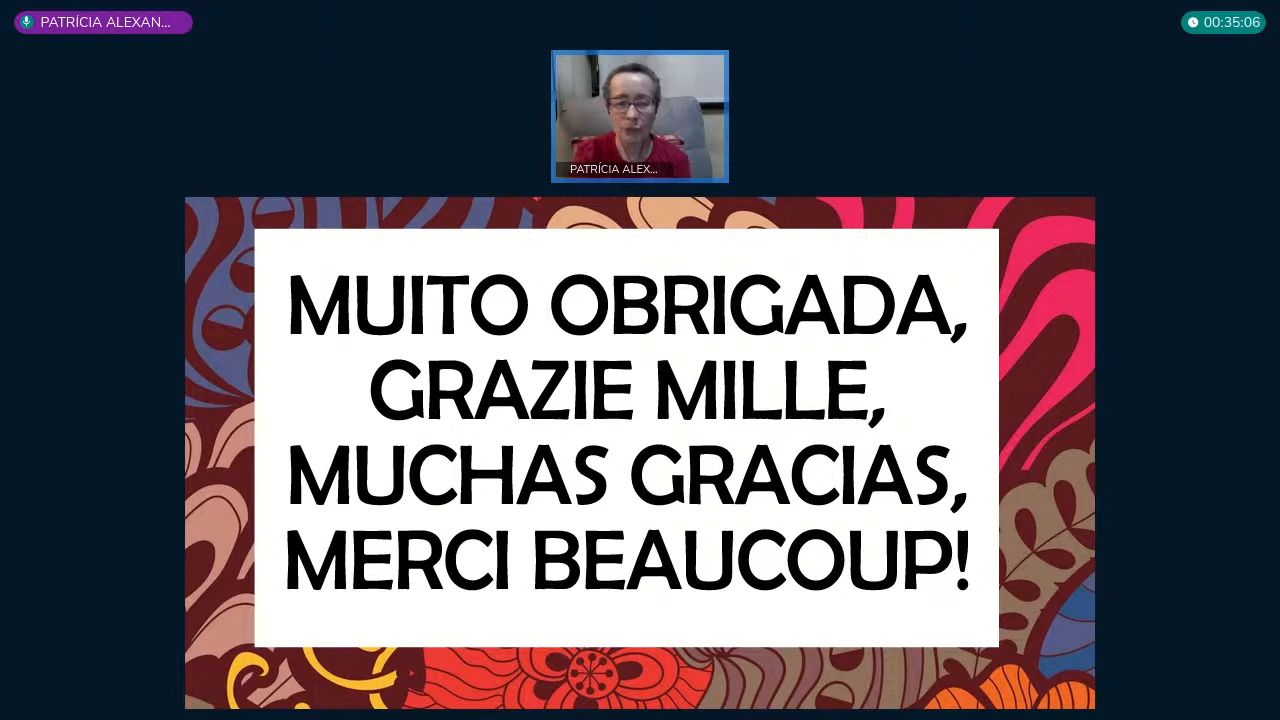 PATRÍCIA ALEXAN...
00:35:06
PATRÍCIA ALEX...
MUITO OBRIGADA,
GRAZIE MILLE,
MUCHAS GRACIAS,
MERCI BEAUCOUP!